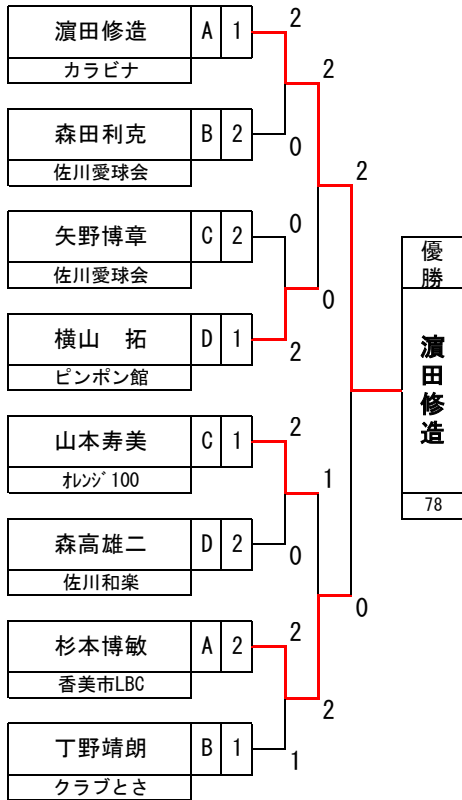 濵田修造 A 1
カラビナ
2
2
森田利克 B 2
佐川愛球会
0
2
矢野博章 C 2
佐川愛球会
0
0
横山　拓 D 1
ピンポン館
2
山本寿美 C 1
オレンジ100
2
1
森高雄二 D 2
佐川和楽
0
0
杉本博敏 A 2
香美市LBC
2
2
丁野靖朗 B 1
クラブとさ
1
優勝
濵田修造
78